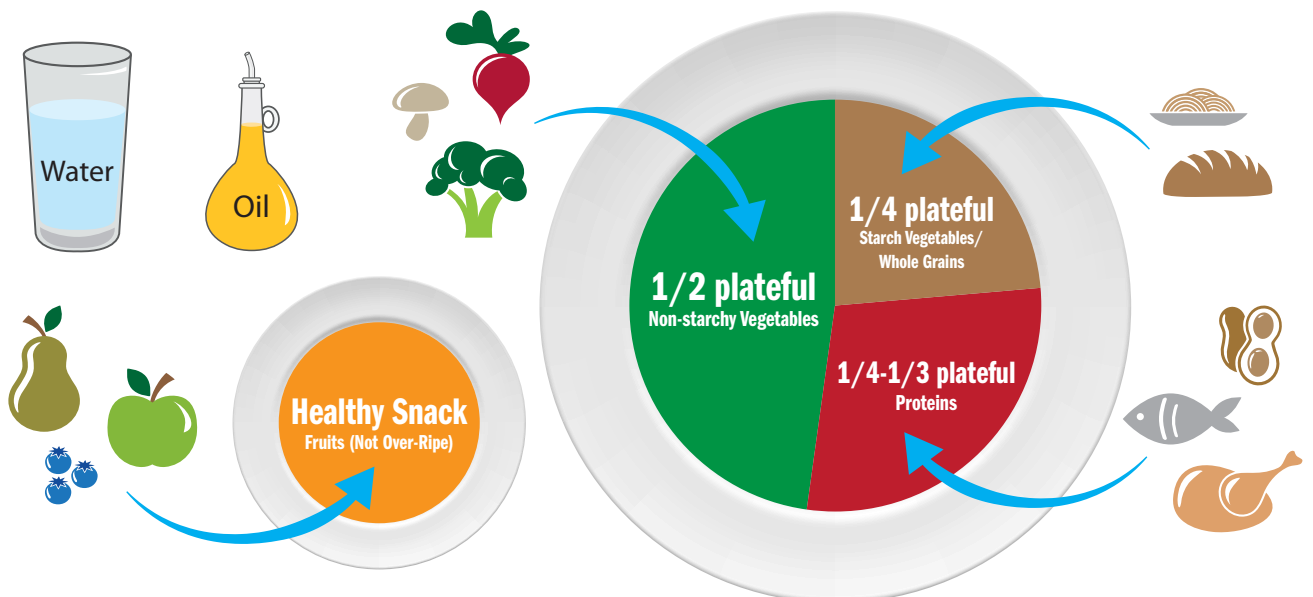 Water
Oil
1/4 plateful
Starch Vegetables/
Whole Grains
1/2 plateful
Non-starchy Vegetables
1/4-1/3 plateful
Proteins
Healthy Snack
Fruits (Not Over-Ripe)